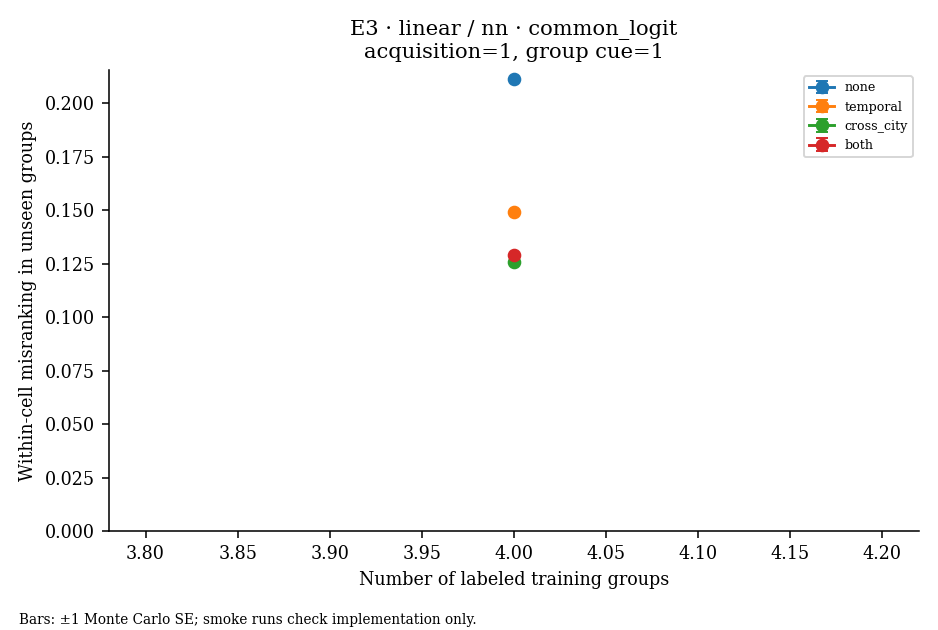 E3 · linear / nn · common_logit
acquisition=1, group cue=1
Within-cell misranking in unseen groups
0.200
0.175
0.150
0.125
0.100
0.075
0.050
0.025
0.000
none
temporal
cross_city
both
3.80 3.85 3.90 3.95 4.00 4.05 4.10 4.15 4.20
Number of labeled training groups
Bars: ±1 Monte Carlo SE; smoke runs check implementation only.